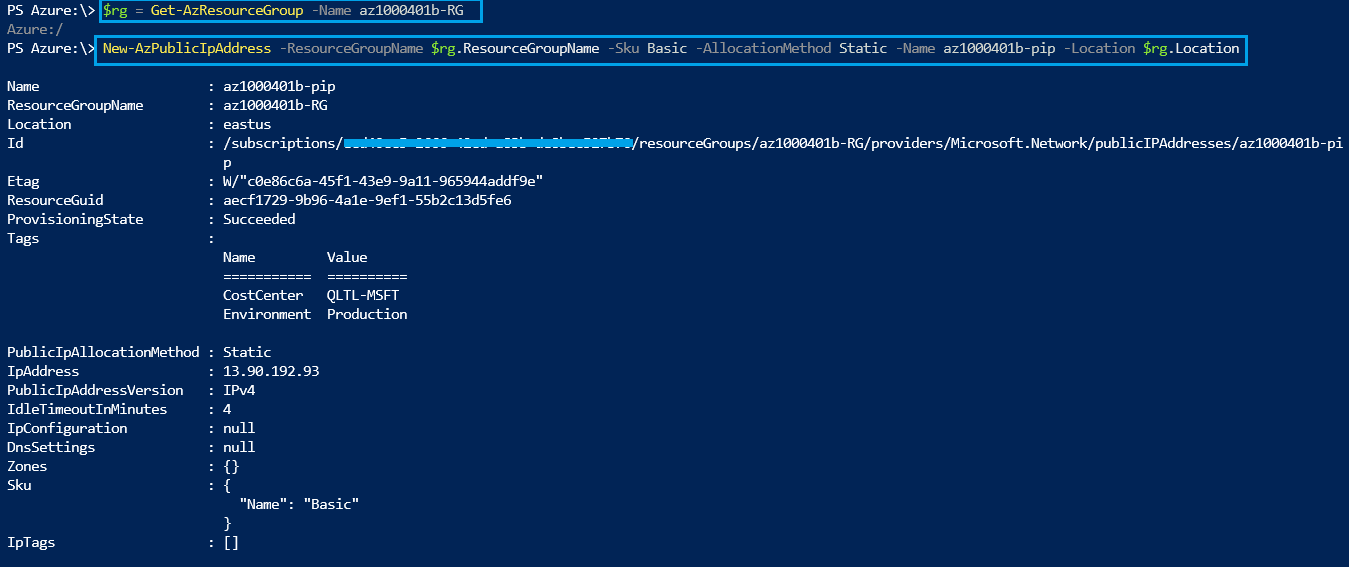 PS Azure:\> $rg = Get-AzResourceGroup -Name az1000401b-RG
Azure:/
PS Azure:\> New-AzPublicIpAddress -ResourceGroupName $rg.ResourceGroupName -Sku Basic -AllocationMethod Static -Name az1000401b-pip -Location $rg.Location
Name : az1000401b-pip
ResourceGroupName : az1000401b-RG
Location : eastus
Id : /subscriptions/ /resourceGroups/az1000401b-RG/providers/Microsoft.Network/publicIPAddresses/az1000401b-pi
p
Etag : W/"c0e86c6a-45f1-43e9-9a11-965944addf9e"
ResourceGuid : aecf1729-9b96-4a1e-9ef1-55b2c13d5fe6
ProvisioningState : Succeeded
Tags :
Name Value
=========== ==========
CostCenter QLTL-MSFT
Environment Production
PublicIpAllocationMethod : Static
IpAddress : 13.90.192.93
PublicIpAddressVersion : IPv4
IdleTimeoutInMinutes : 4
IpConfiguration : null
DnsSettings : null
Zones : {}
Sku : {
"Name": "Basic"
}
IpTags : []